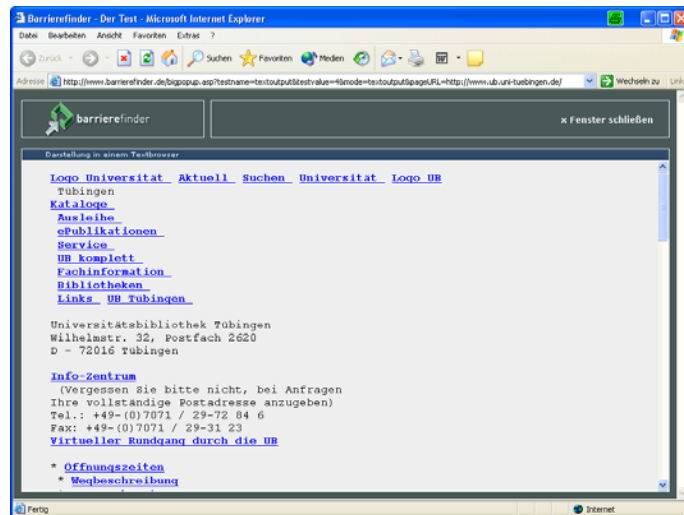 Barrierefinder - Der Test - Microsoft Internet Explorer
Datei Bearbeiten Ansicht Favoriten Extras ?
Zurück Suchen Favoriten Medien
Adresse http://www.barrierefinder.de/bigpopup.asp?testname=textoutput&testvalue=4&mode=textoutput&pageURL=http://www.ub.uni-tuebingen.de/ Wechseln zu Links
barrierefinder x Fenster schließen
Darstellung in einem Textbrowser
Logo Universität Aktuell Suchen Universität Logo UB
Tübingen
Kataloge
Ausleihe
ePublikationen
Service
UB komplett
Fachinformation
Bibliotheken
Links UB Tübingen
Universitätsbibliothek Tübingen
Wilhelmstr. 32, Postfach 2620
D - 72016 Tübingen
Info-Zentrum
(Vergessen Sie bitte nicht, bei Anfragen
Ihre vollständige Postadresse anzugeben)
Tel.: +49-(0)7071 / 29-72 84 6
Fax: +49-(0)7071 / 29-31 23
Virtueller Rundgang durch die UB
* Öffnungszeiten
* Wegbeschreibung
Fertig Internet